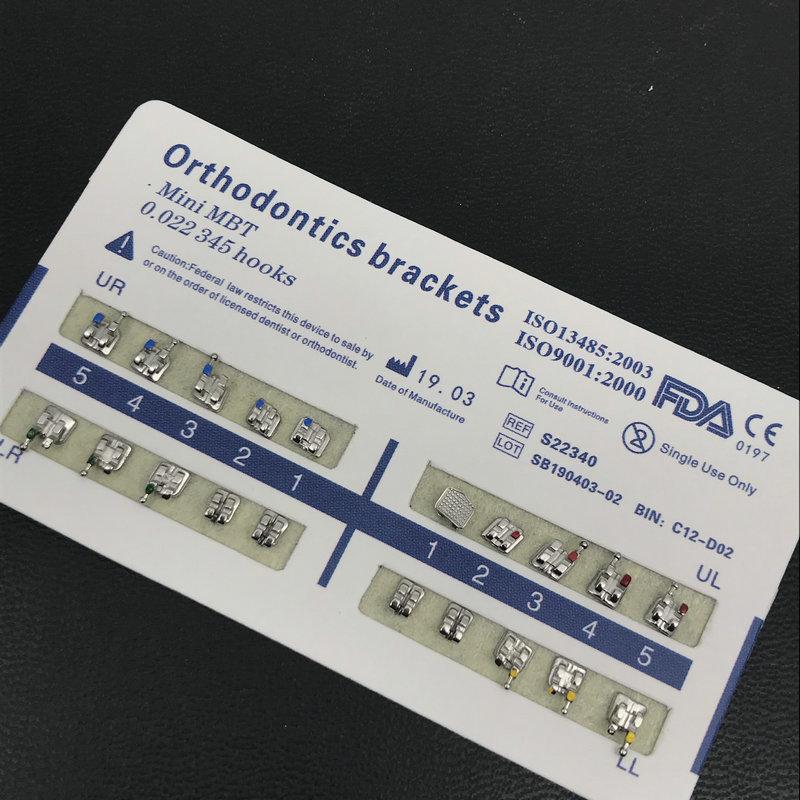 Orthodontics brackets
· Mini MBT
0.022 345 hooks
Caution:Federal law restricts this device to sale by
or on the order of licensed dentist or orthodontist.
ISO13485:2003
ISO9001:2000
19.03
Date of Manufacture
Consult Instructions
For Use
FDA
CE
0197
REF S22340
LOT SB190403-02 BIN: C12-D02
Single Use Only
2
UR
5 4 3 2 1
LR
UL
1 2 3 4 5
LL